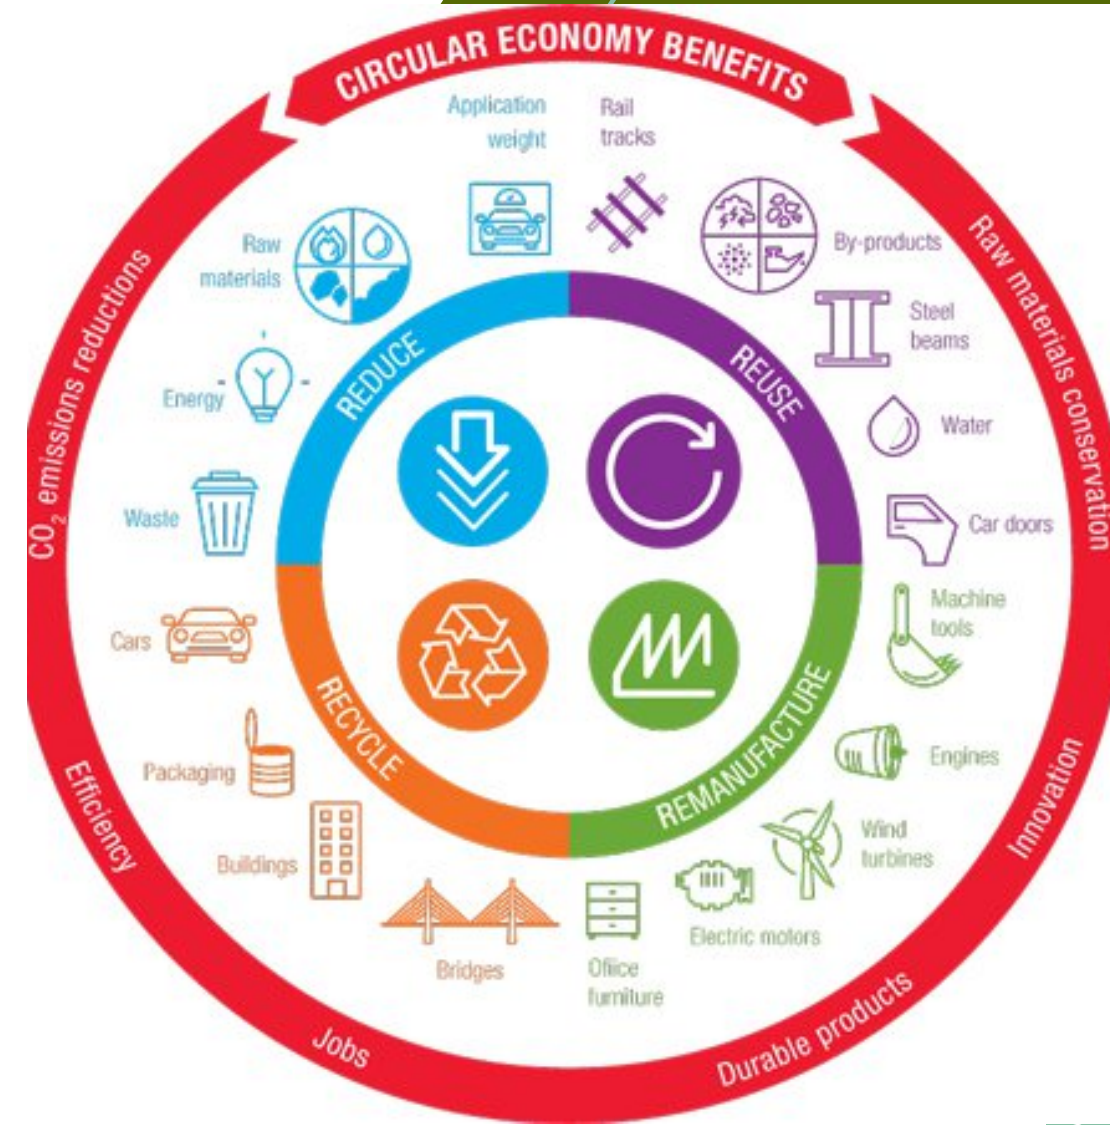 CIRCULAR ECONOMY BENEFITS
Application
weight
Rail
tracks
Raw
materials
By-products
Steel
beams
Energy
Water
Waste
Car doors
Cars
Machine
tools
Packaging
Engines
Buildings
Wind
turbines
Bridges
Electric motors
Office
furniture
REDUCE
REUSE
RECYCLE
REMANUFACTURE
CO₂ emissions reductions
Raw materials conservation
Efficiency
Innovation
Jobs
Durable products